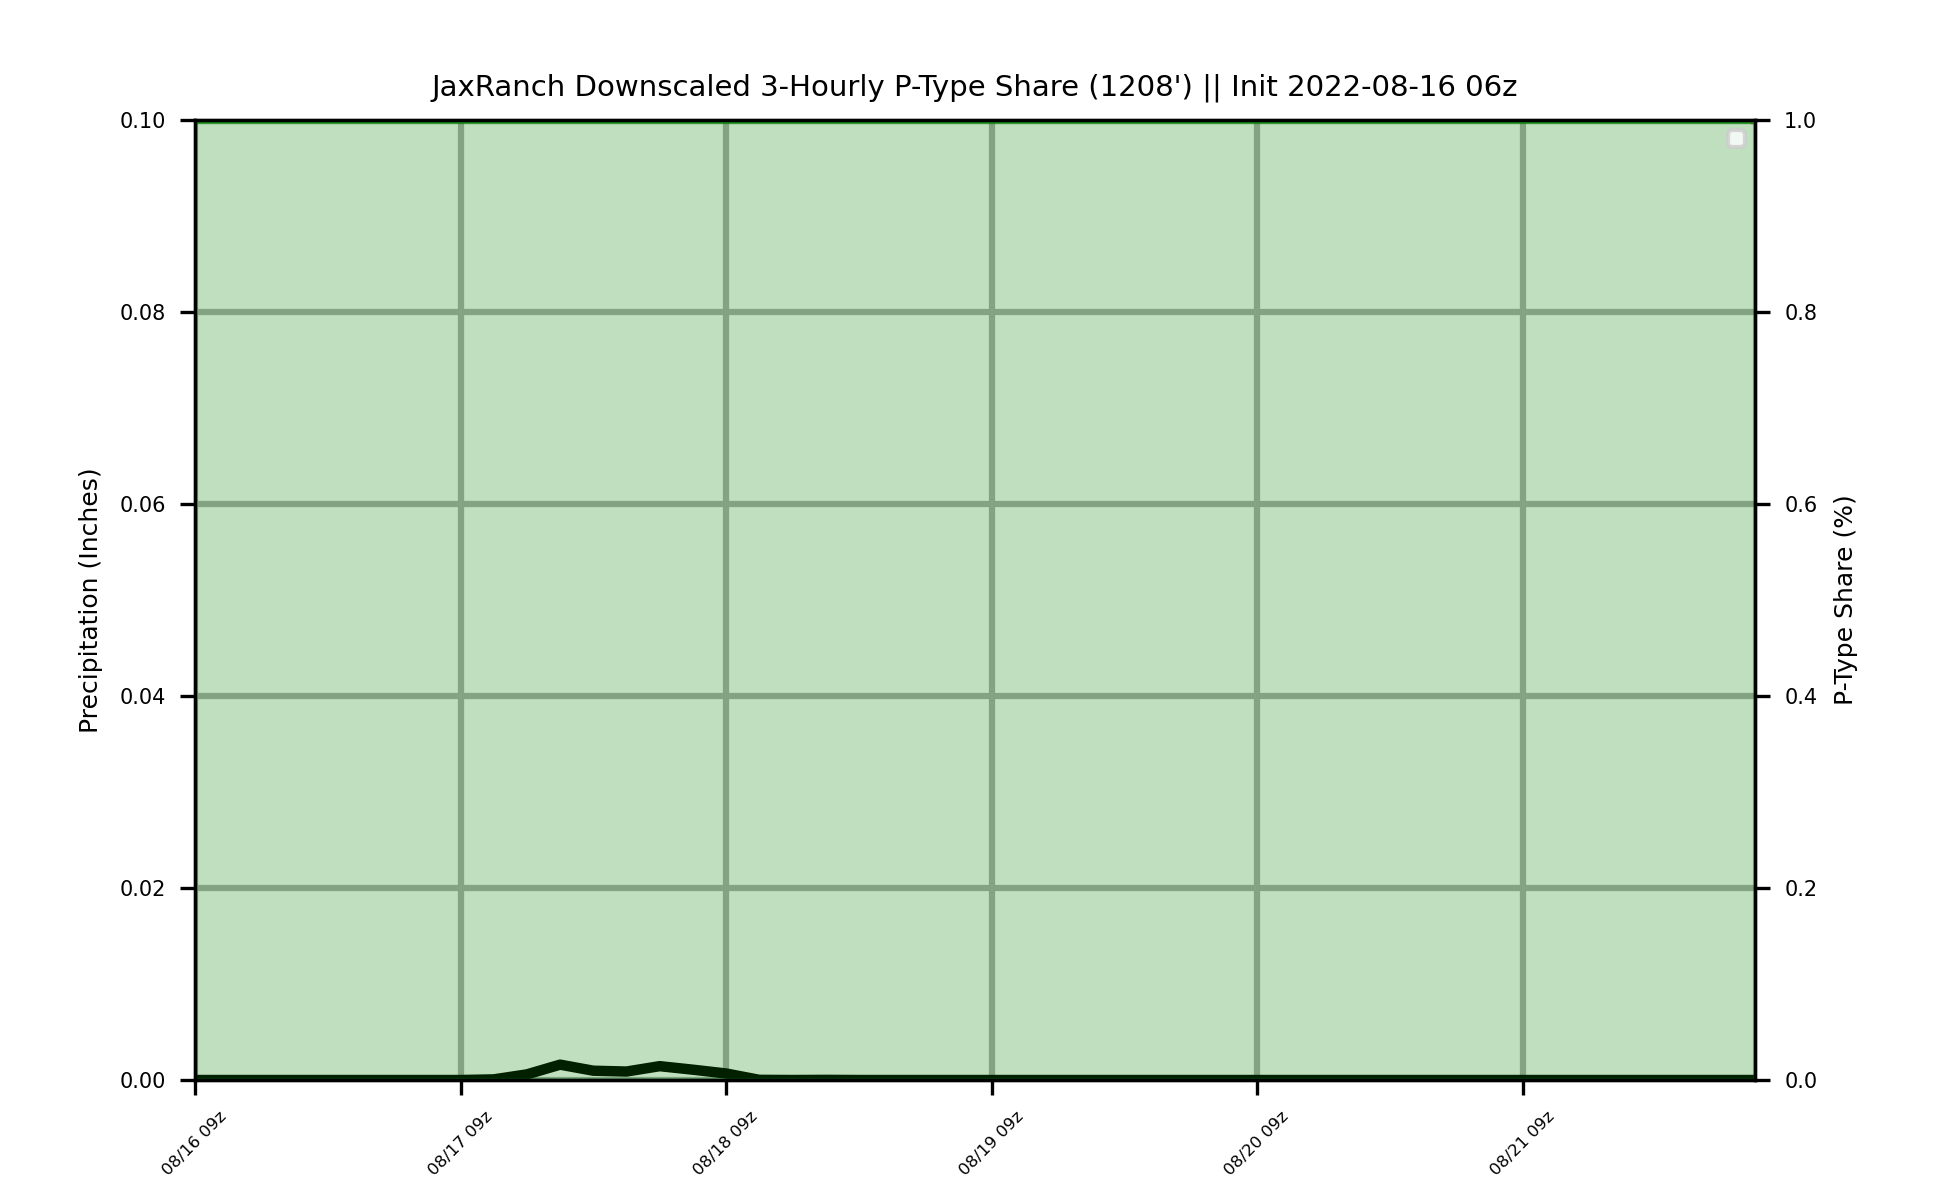 JaxRanch Downscaled 3-Hourly P-Type Share (1208') || Init 2022-08-16 06z
Precipitation (Inches)
0.10
0.08
0.06
0.04
0.02
0.00
1.0
0.8
0.6
0.4
0.2
0.0
P-Type Share (%)
08/16 09z
08/17 09z
08/18 09z
08/19 09z
08/20 09z
08/21 09z